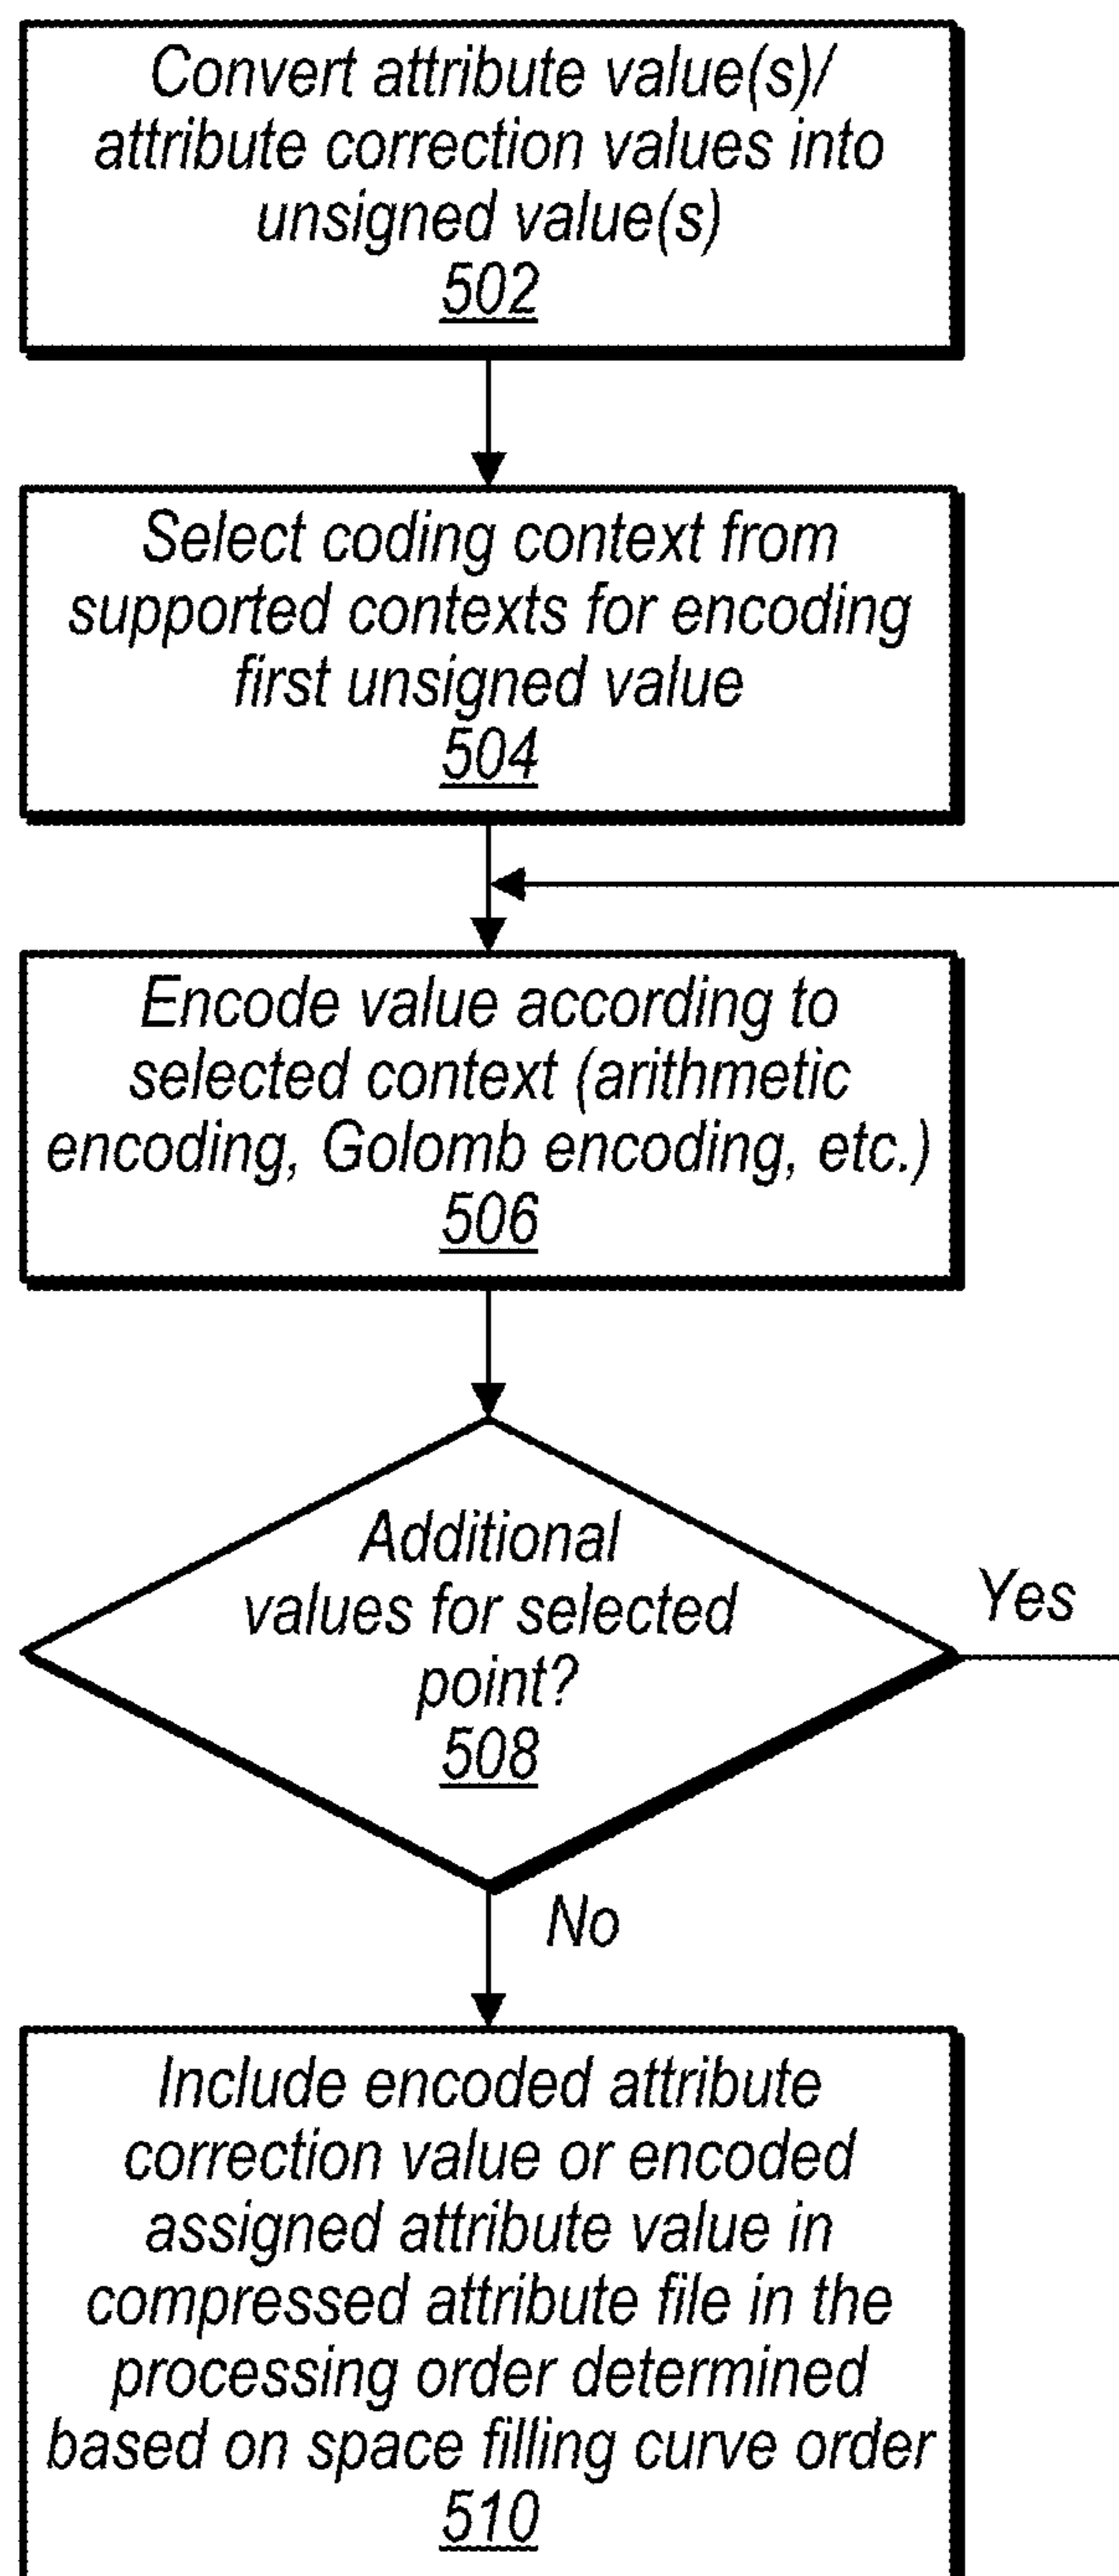 Convert attribute value(s)/
attribute correction values into
unsigned value(s)
502
Select coding context from
supported contexts for encoding
first unsigned value
504
Encode value according to
selected context (arithmetic
encoding, Golomb encoding, etc.)
506
Additional
values for selected
point?
508
Yes
No
Include encoded attribute
correction value or encoded
assigned attribute value in
compressed attribute file in the
processing order determined
based on space filling curve order
510